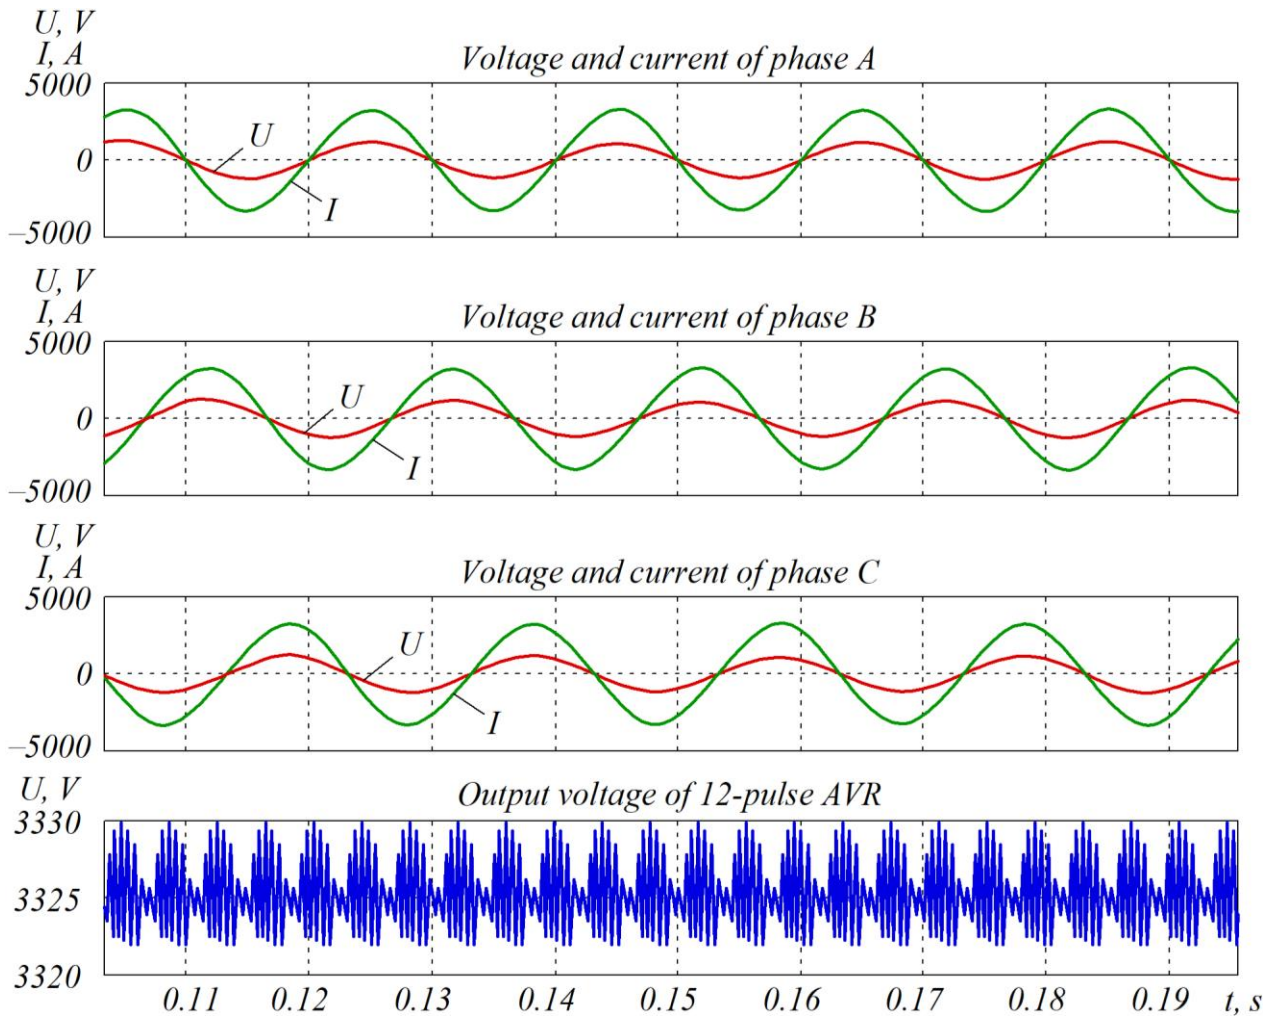 U, V
I, A
Voltage and current of phase A
5000
U
0
I
–5000
U, V
I, A
Voltage and current of phase B
5000
U
0
I
–5000
U, V
I, A
Voltage and current of phase C
5000
U
0
I
–5000
U, V
Output voltage of 12-pulse AVR
3330
3325
3320
0.11 0.12 0.13 0.14 0.15 0.16 0.17 0.18 0.19 t, s